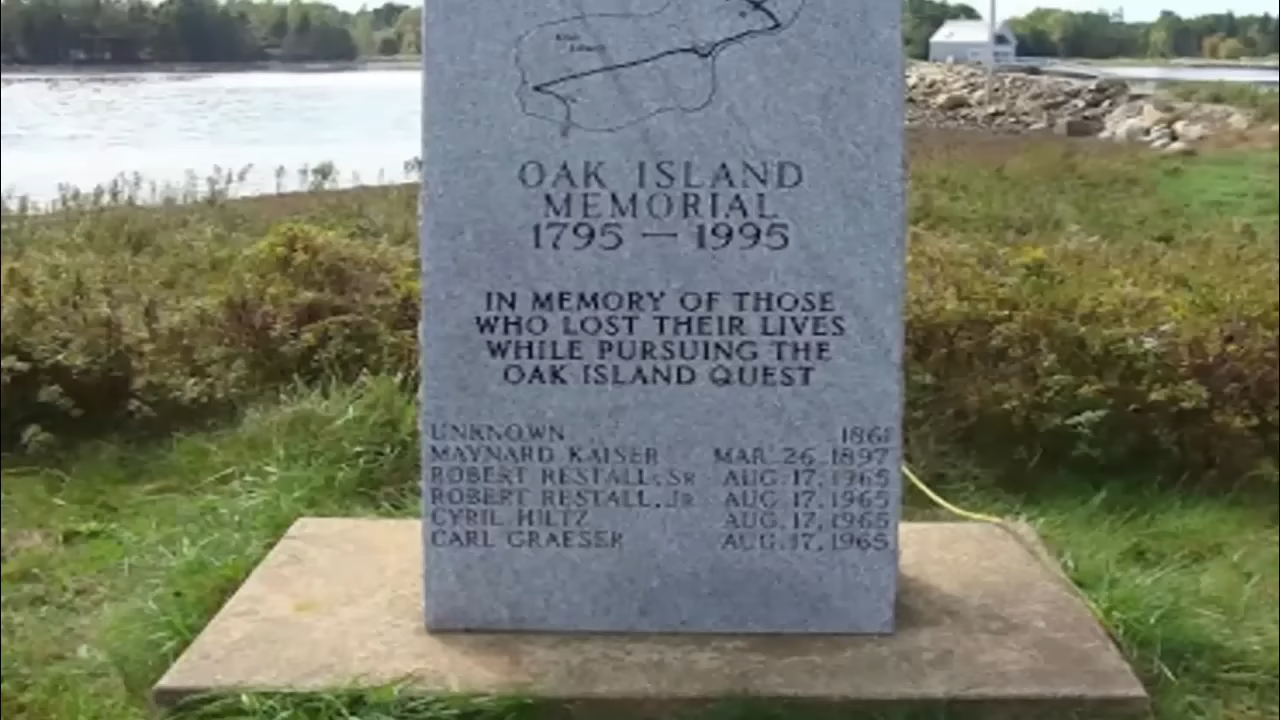 OAK ISLAND
MEMORIAL
1795 — 1995
IN MEMORY OF THOSE
WHO LOST THEIR LIVES
WHILE PURSUING THE
OAK ISLAND QUEST
UNKNOWN 1861
MAYNARD KAISER MAR. 26, 1897
ROBERT RESTALL, SR AUG. 17, 1965
ROBERT RESTALL, JR AUG. 17, 1965
CYRIL HILTZ AUG. 17, 1965
CARL GRAESER AUG. 17, 1965